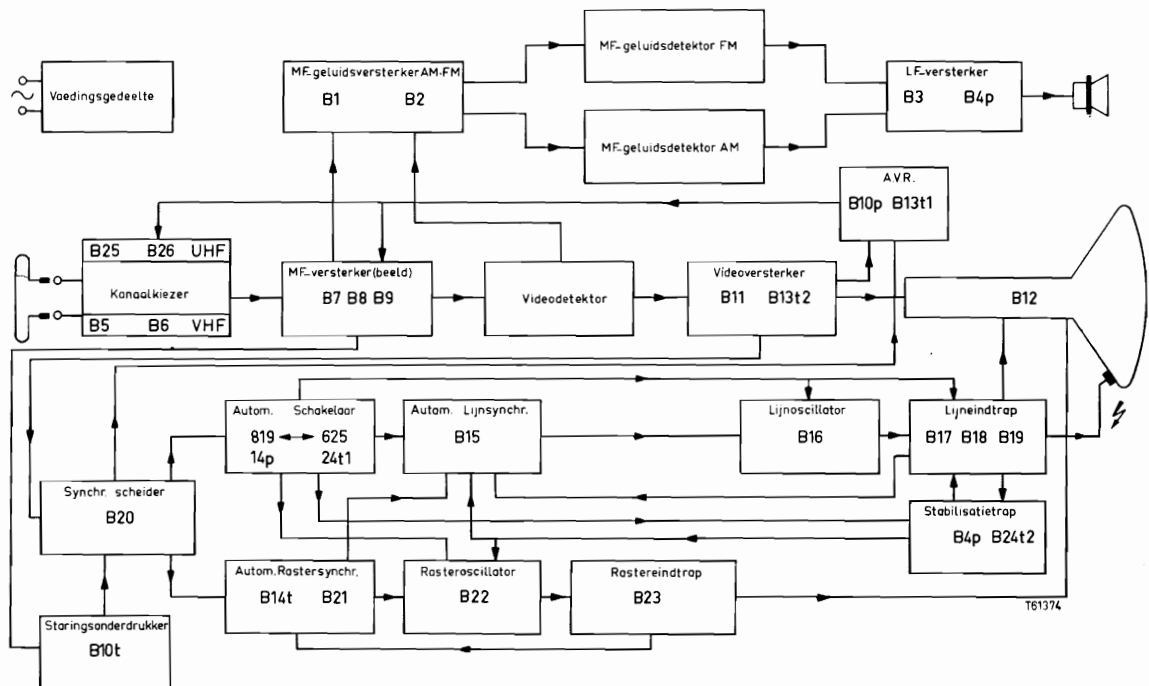 Voedingsgedeelte
MF-geluidsversterker AM-FM
B1 B2
MF-geluidsdetektor FM
MF-geluidsdetektor AM
LF-versterker
B3 B4p
A.V.R.
B10p B13t1
B25 B26 UHF
Kanaalkiezer
B5 B6 VHF
MF-versterker(beeld)
B7 B8 B9
Videodetektor
Videoversterker
B11 B13t2
B12
Autom. Schakelaar
819 ↔ 625
14p 24t1
Autom. Lijnsynchr.
B15
Lijnoscillator
B16
Lijneindtrap
B17 B18 B19
Synchr. scheider
B20
Stabilisatietrap
B4p B24t2
Autom. Rastersynchr.
B14t B21
Rasteroscillator
B22
Rastereindtrap
B23
T61374
Staringsonderdrukker
B10t